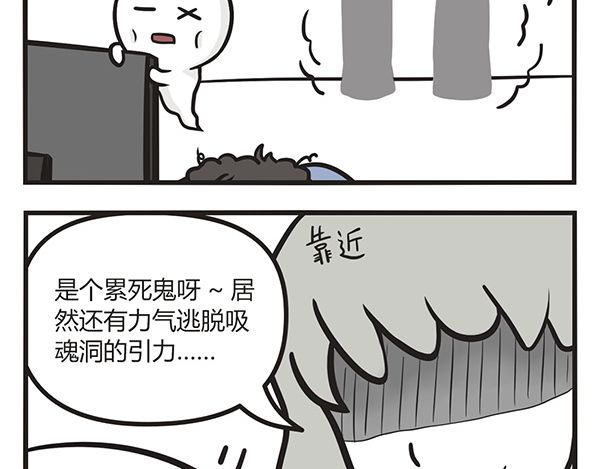 靠近
是个累死鬼呀 ~ 居
然还有力气逃脱吸
魂洞的引力......